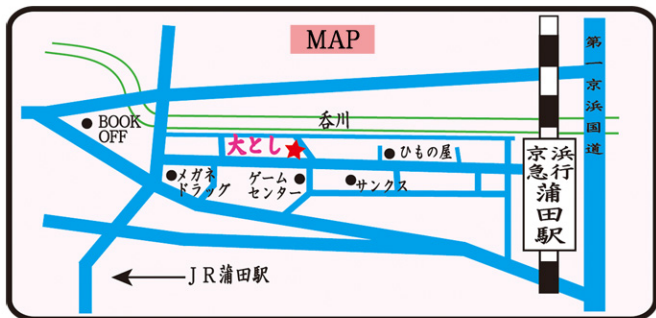 MAP
第一京浜国道
BOOK
OFF
呑川
大とし
ひもの屋
メガネ
ドラッグ
ゲーム
センター
サンクス
京浜
急行
蒲田駅
JR蒲田駅